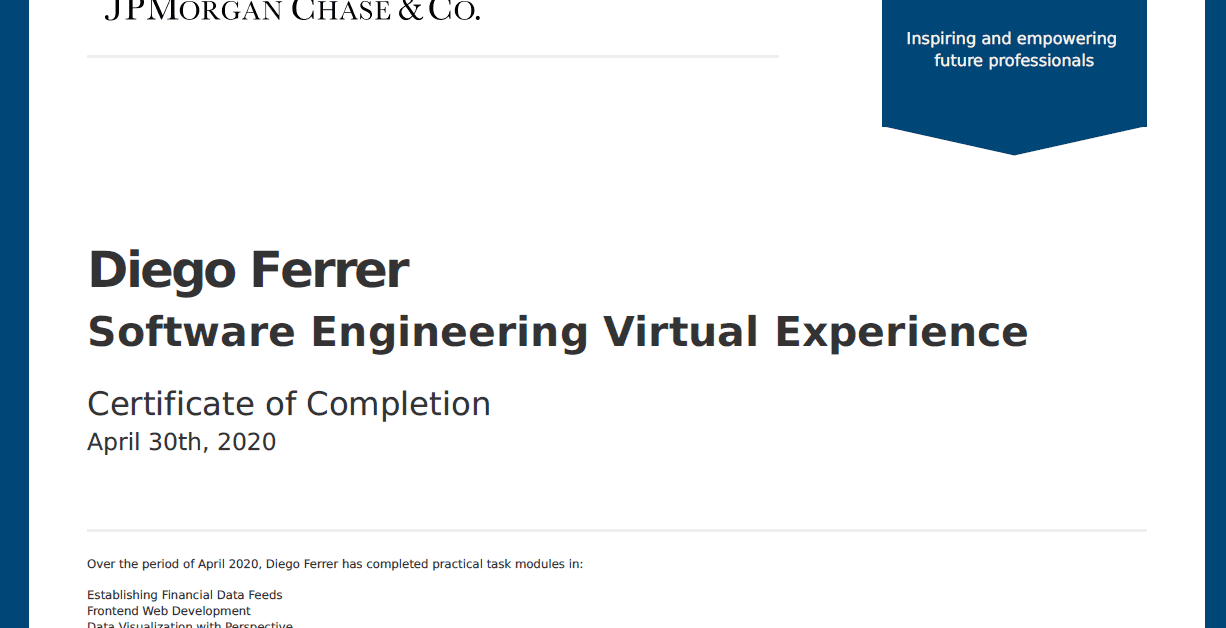 JPMORGAN CHASE & CO.
Inspiring and empowering
future professionals
Diego Ferrer
Software Engineering Virtual Experience
Certificate of Completion
April 30th, 2020
Over the period of April 2020, Diego Ferrer has completed practical task modules in:
Establishing Financial Data Feeds
Frontend Web Development
Data Visualization with Perspective